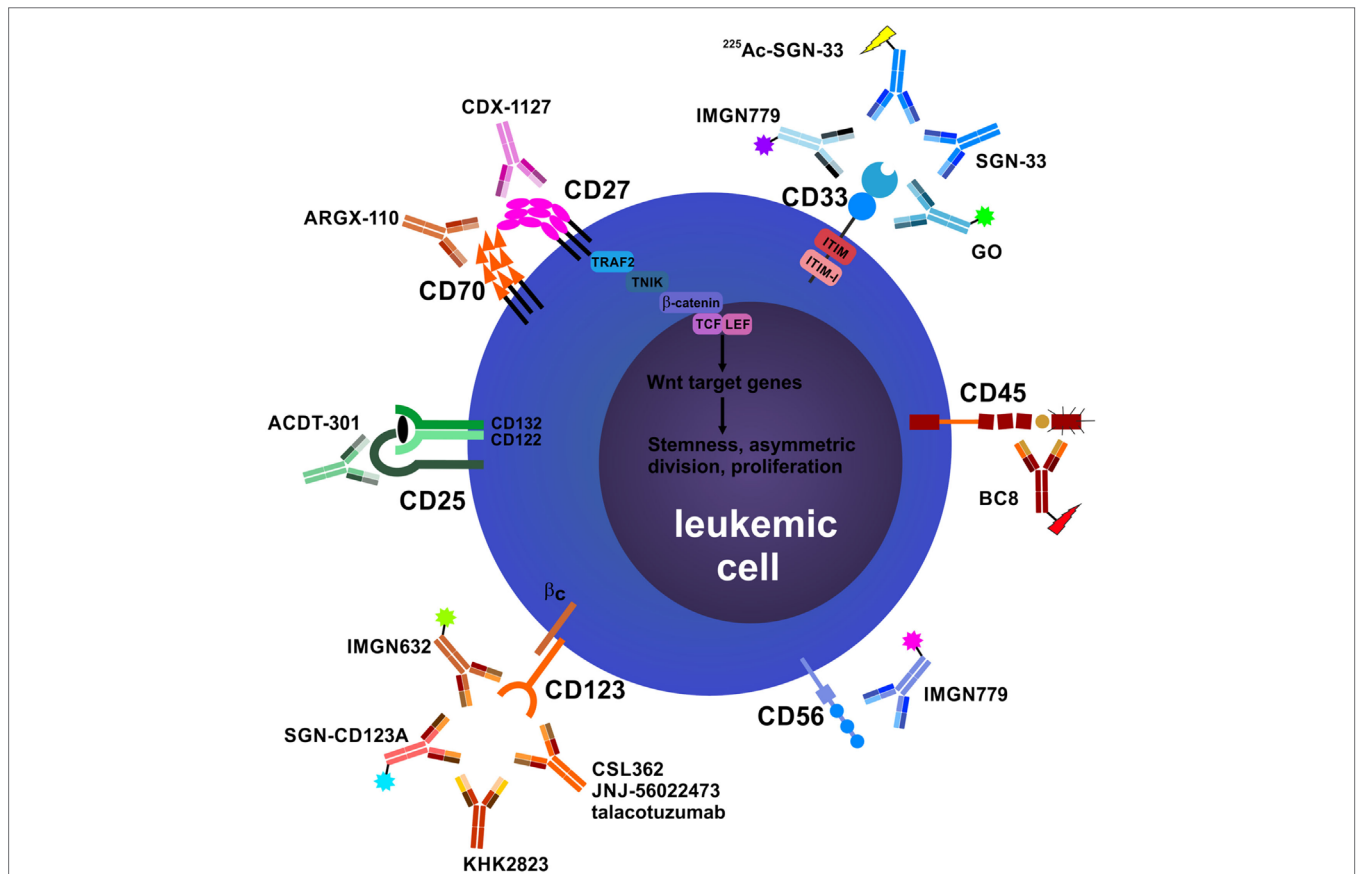 ²²⁵Ac-SGN-33
CDX-1127
IMGN779
SGN-33
CD27
CD33
ARGX-110
ITIM
GO
TRAF2
ITIM-I
TNIK
CD70
β-catenin
TCF LEF
Wnt target genes
CD45
ACDT-301
CD132
CD122
Stemness, asymmetric
division, proliferation
CD25
BC8
leukemic
cell
βc
IMGN632
CD123
IMGN779
CD56
SGN-CD123A
CSL362
JNJ-56022473
talacotuzumab
KHK2823